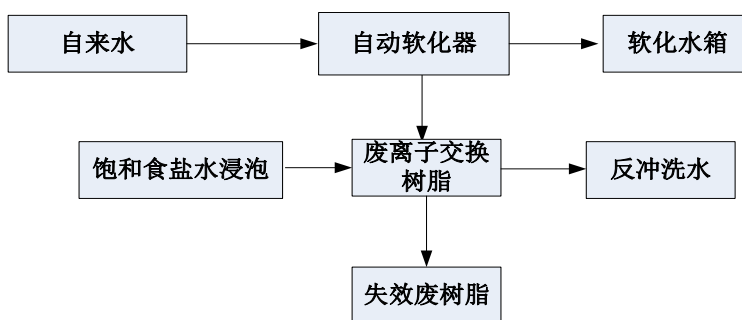 自来水
自动软化器
软化水箱
饱和食盐水浸泡
废离子交换
树脂
反冲洗水
失效废树脂